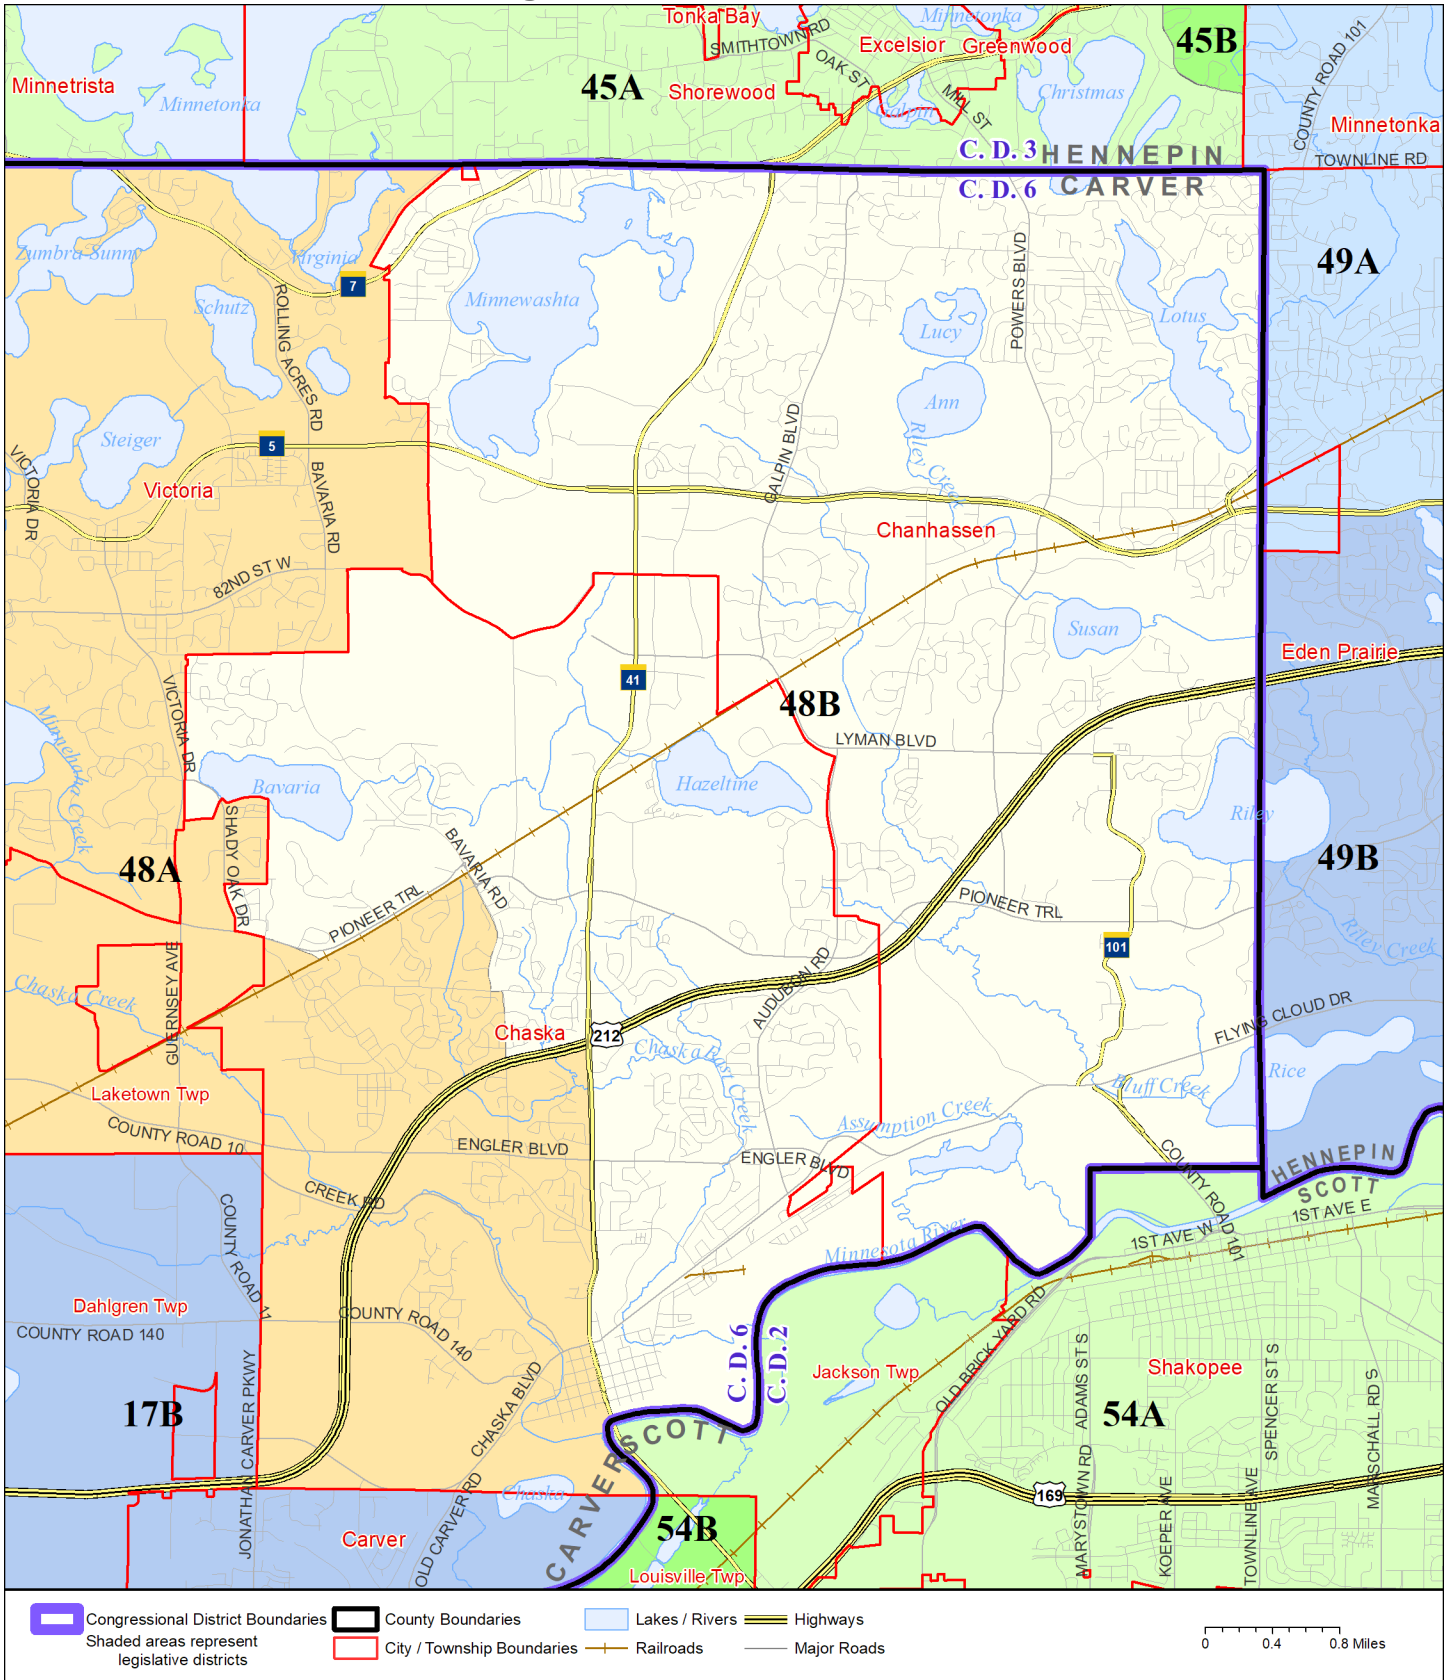 Tonka Bay
Minnetonka
SMITHTOWN RD
Excelsior
Greenwood
45B
COUNTY ROAD 101
OAK ST
Minnetrista
Minnetonka
45A
Shorewood
Galpin
MILL ST
Christmas
Minnetonka
TOWNLINE RD
C. D. 3
HENNEPIN
C. D. 6
CARVER
Zumbra-Sunny
Virginia
7
Schutz
ROLLING ACRES RD
Minnewashta
Lucy
POWERS BLVD
Lotus
49A
Ann
Steiger
5
VICTORIA DR
Victoria
BAVARIA RD
GALPIN BLVD
Riley Creek
Chanhassen
82ND ST W
Susan
Eden Prairie
41
48B
VICTORIA DR
Minnehaha Creek
LYMAN BLVD
Bavaria
Hazeltine
Riley
SHADY OAK DR
48A
BAVARIA RD
49B
PIONEER TRL
PIONEER TRL
101
Riley Creek
GUERNSEY AVE
Chaska Creek
AUDUBON RD
FLYING CLOUD DR
Chaska
212
Chaska East Creek
Rice
Bluff Creek
Laketown Twp
Assumption Creek
COUNTY ROAD 10
ENGLER BLVD
ENGLER BLVD
COUNTY ROAD 101
HENNEPIN
SCOTT
CREEK RD
COUNTY ROAD 11
Minnesota River
1ST AVE W
1ST AVE E
Dahlgren Twp
COUNTY ROAD 140
COUNTY ROAD 140
C. D. 6
C. D. 2
OLD BRICK YARD RD
Jackson Twp
ADAMS ST S
Shakopee
SPENCER ST S
MARSCHALL RD S
17B
JONATHAN CARVER PKWY
CHASKA BLVD
54A
SCOTT
CARVER
MARYSTOWN RD
KOEPER AVE
TOWNLINE AVE
169
Chaska
OLD CARVER RD
Carver
54B
Louisville Twp
Congressional District Boundaries
Shaded areas represent
legislative districts
County Boundaries
City / Township Boundaries
Lakes / Rivers
Railroads
Highways
Major Roads
0 0.4 0.8 Miles